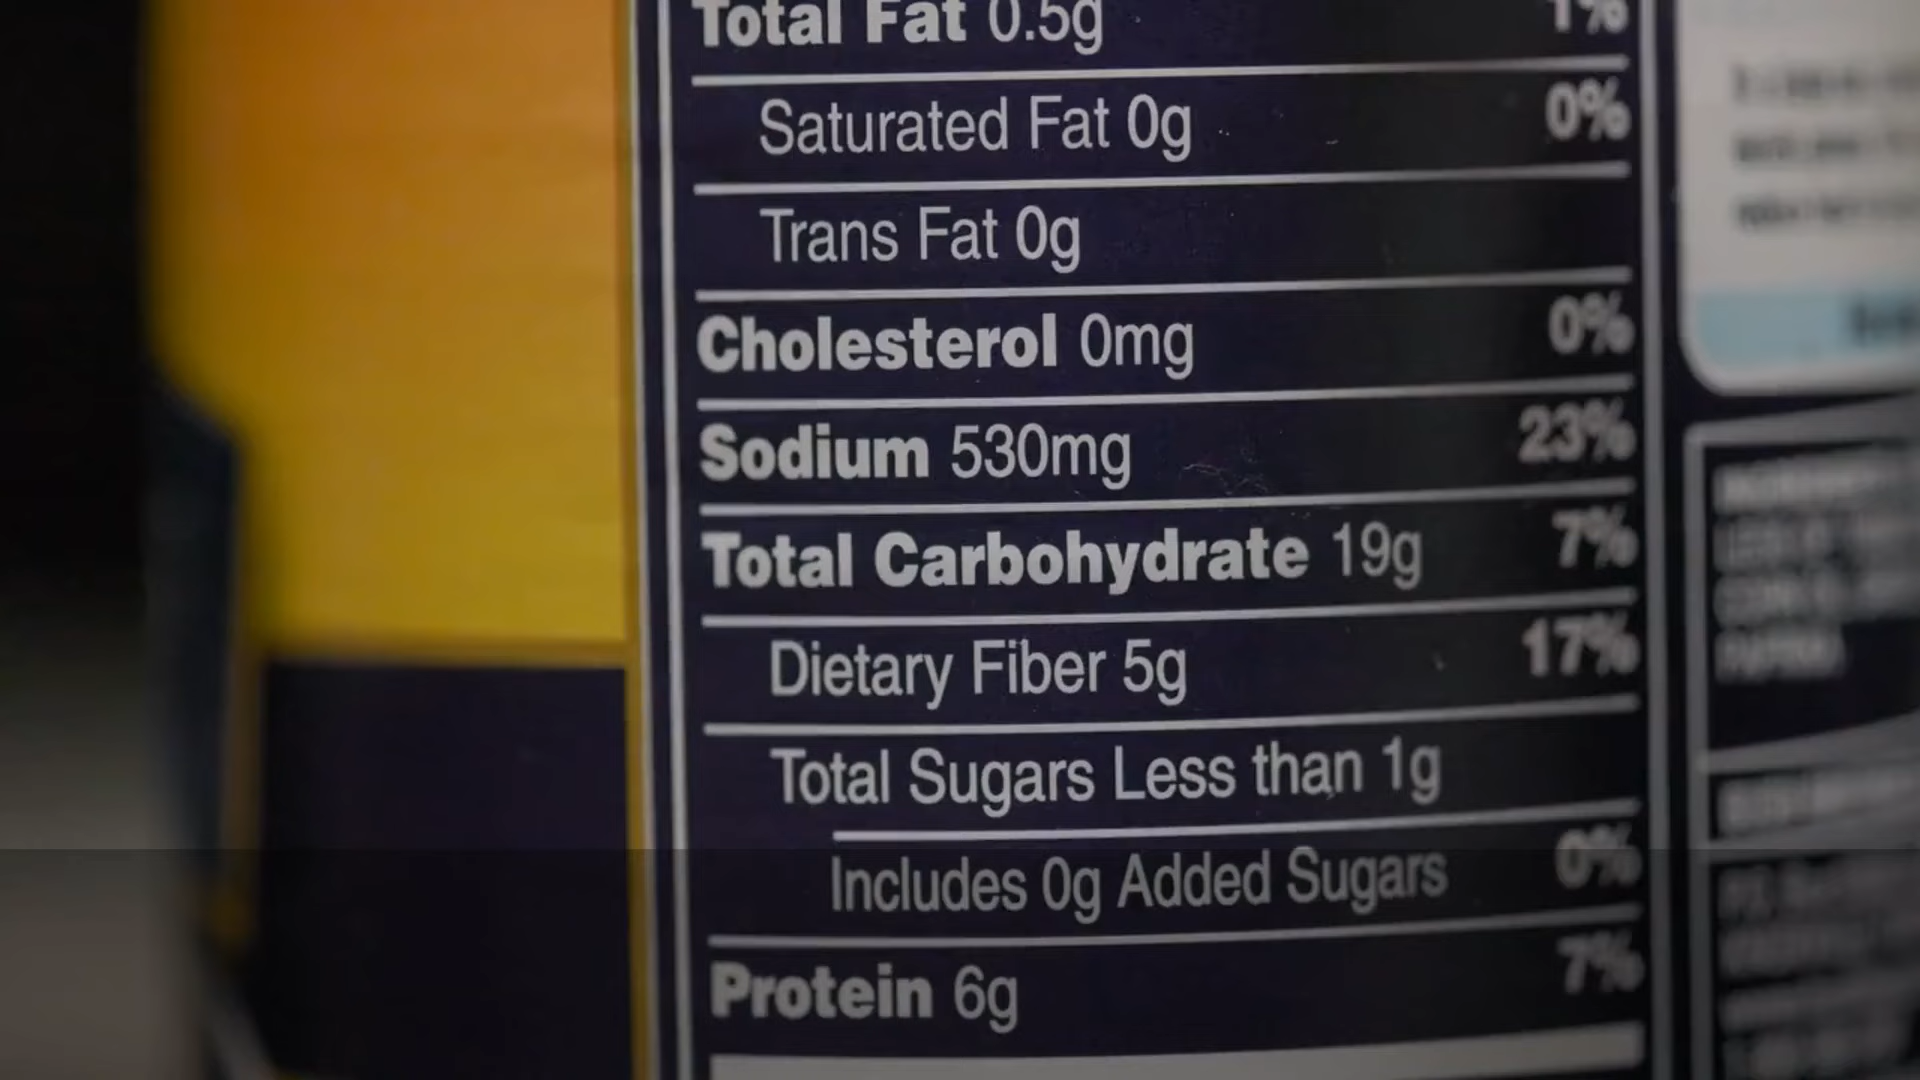 Total Fat 0.5g 1%
Saturated Fat 0g 0%
Trans Fat 0g
Cholesterol 0mg 0%
Sodium 530mg 23%
Total Carbohydrate 19g 7%
Dietary Fiber 5g 17%
Total Sugars Less than 1g
Includes 0g Added Sugars 0%
Protein 6g 7%